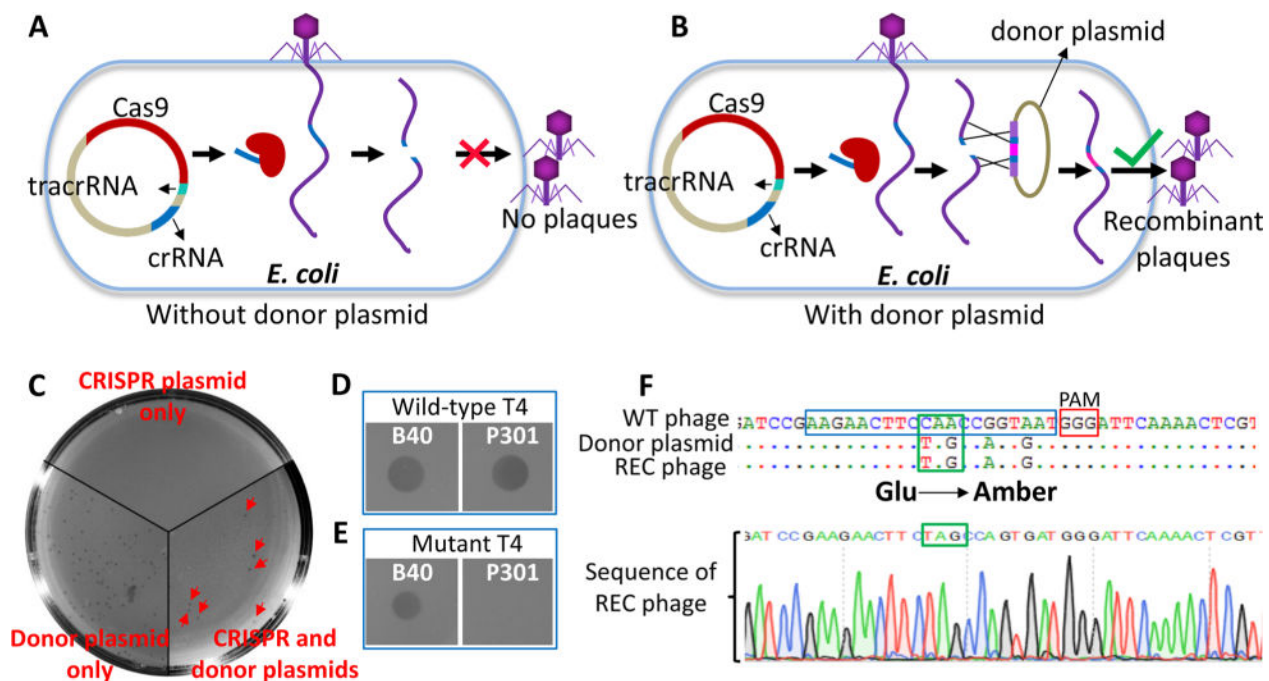 A
Cas9
tracrRNA
crRNA
E. coli
No plaques
Without donor plasmid
B
donor plasmid
Cas9
tracrRNA
crRNA
E. coli
Recombinant
plaques
With donor plasmid
C
CRISPR plasmid
only
Donor plasmid
only
CRISPR and
donor plasmids
D
Wild-type T4
B40
P301
E
Mutant T4
B40
P301
F
PAM
WT phage
GATCCGAAGAACTTCCAACCGGTAATGGGATTCAAAACTCGT
Donor plasmid
T.G..A..G
REC phage
T.G..A..G
Glu
Amber
GATCCGAAGAACTTCTAGCCAGTGATGGGATTCAAAACTCGT
Sequence of
REC phage